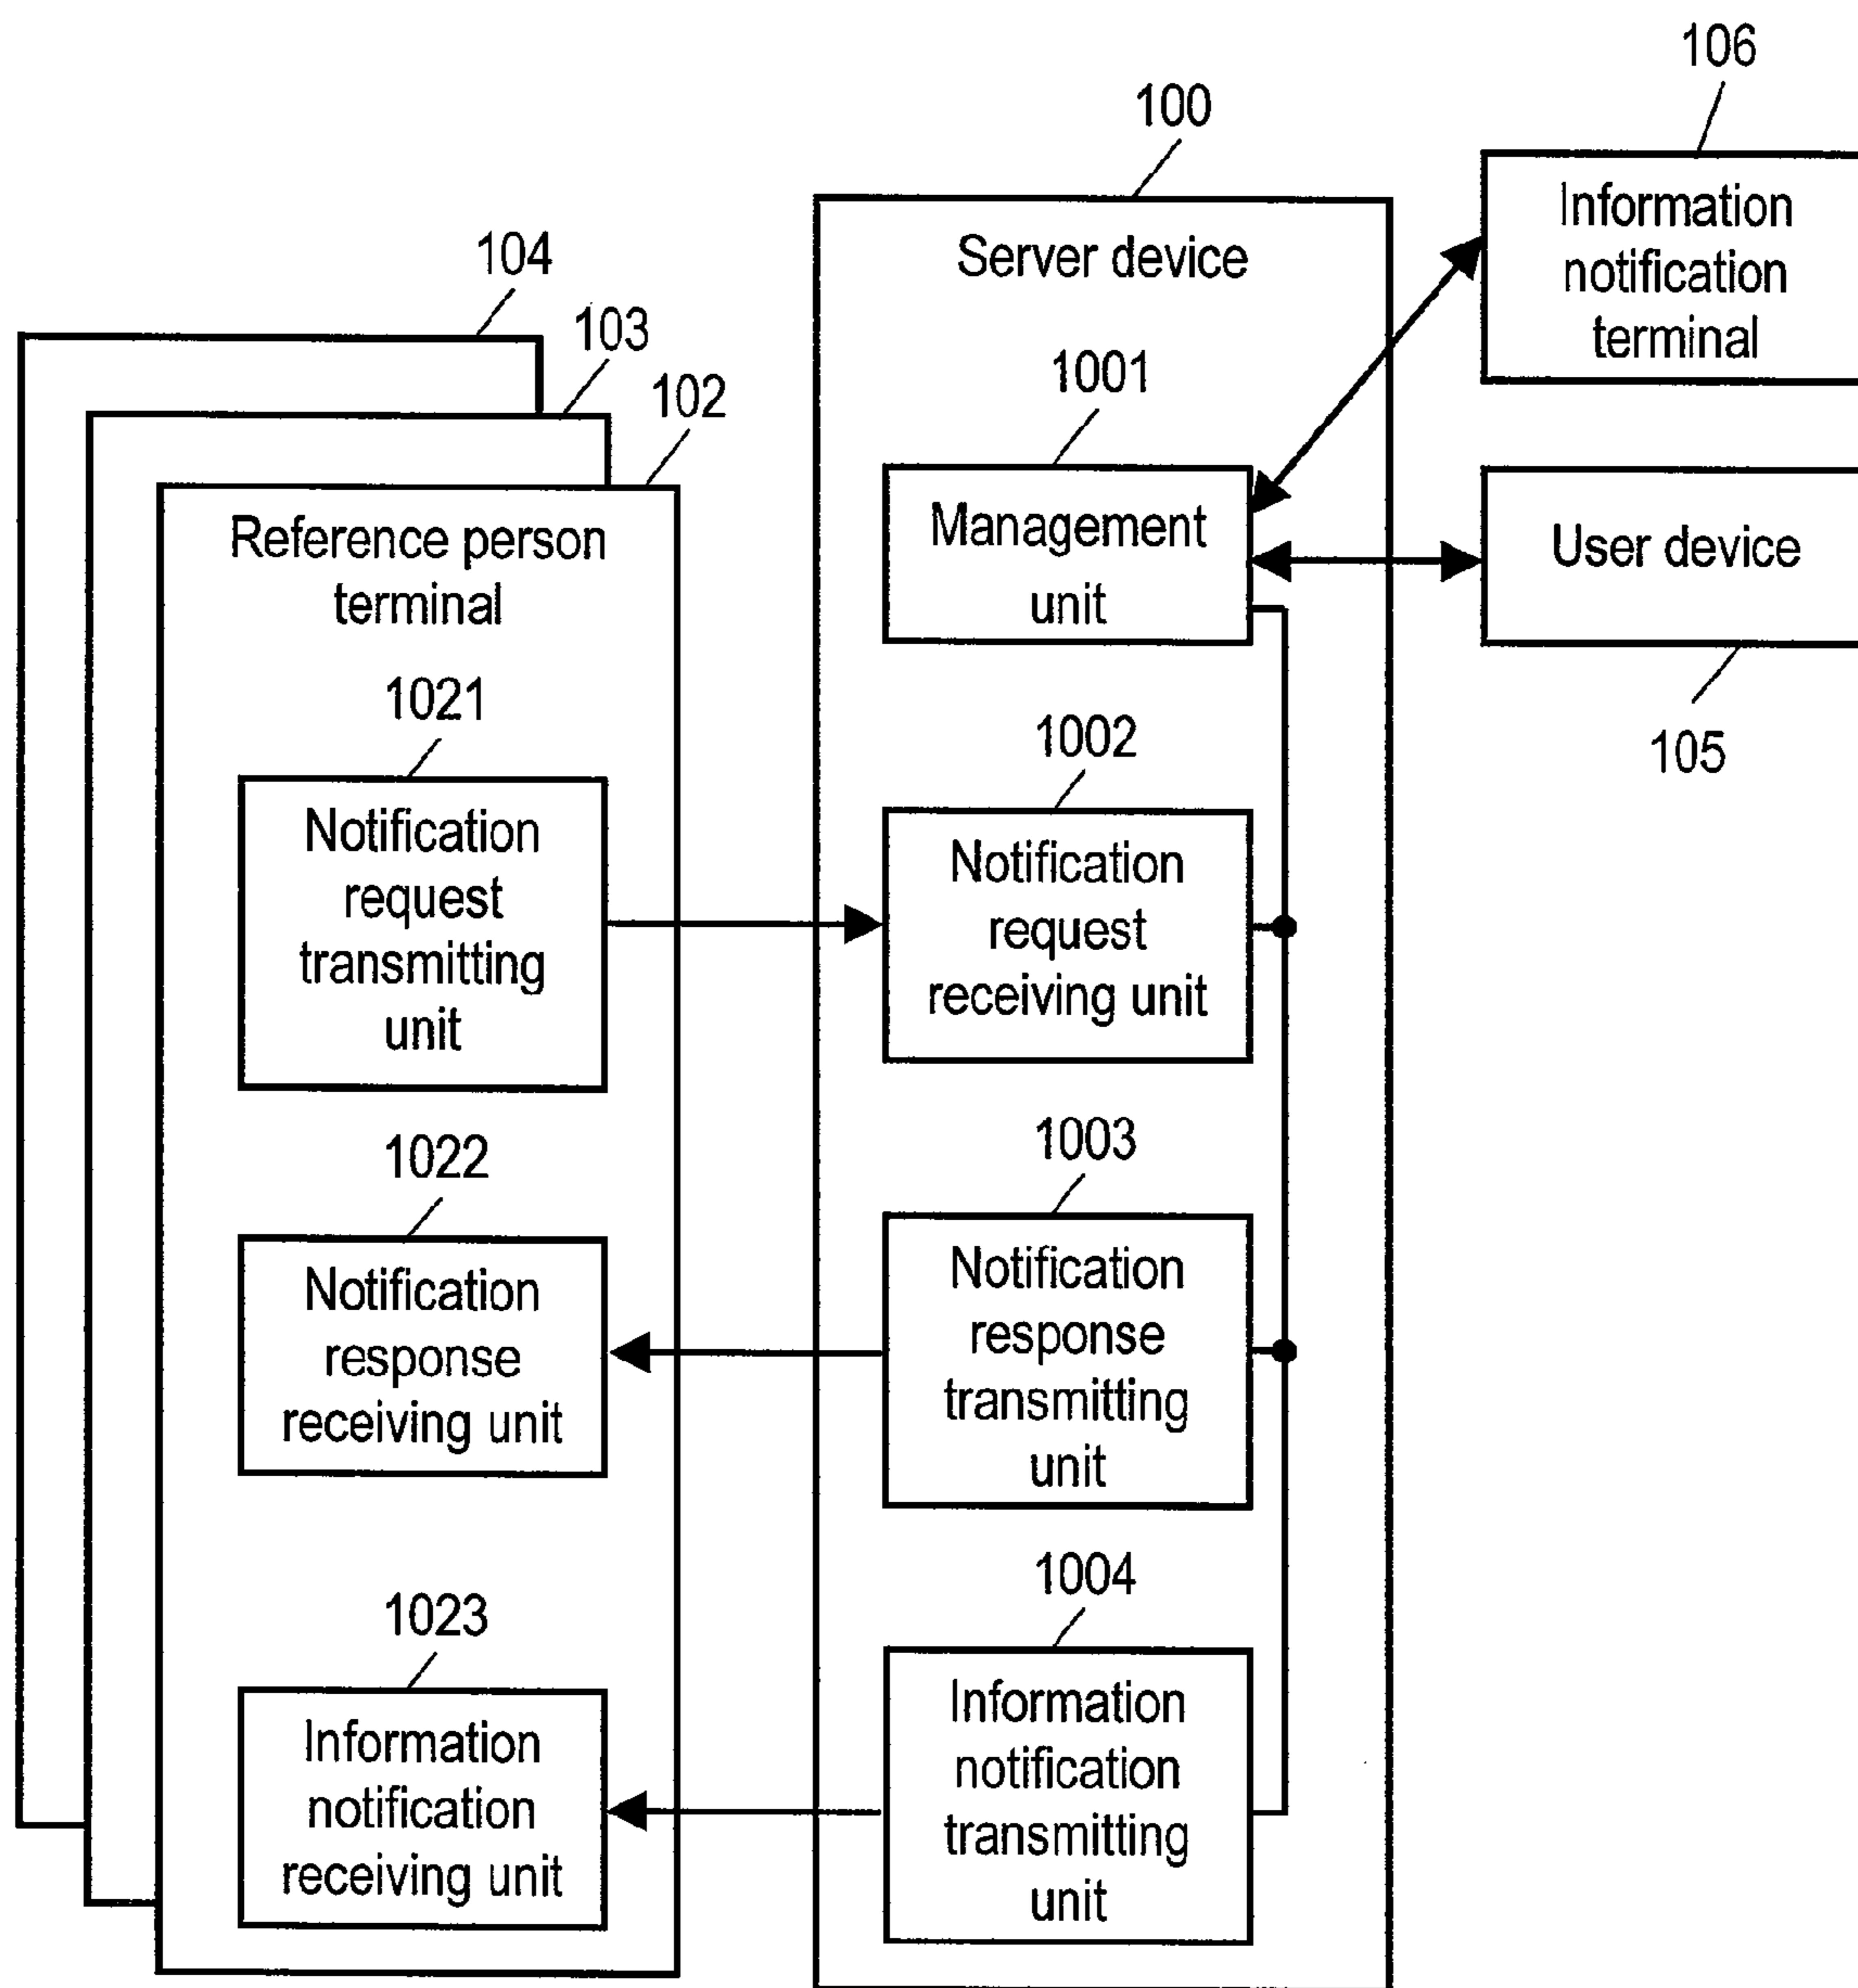 106
100
Information
notification
terminal
Server device
104
103
102
1001
Management
unit
User device
105
Reference person
terminal
1021
Notification
request
transmitting
unit
1002
Notification
request
receiving unit
1022
Notification
response
receiving unit
1003
Notification
response
transmitting
unit
1023
Information
notification
receiving unit
1004
Information
notification
transmitting
unit